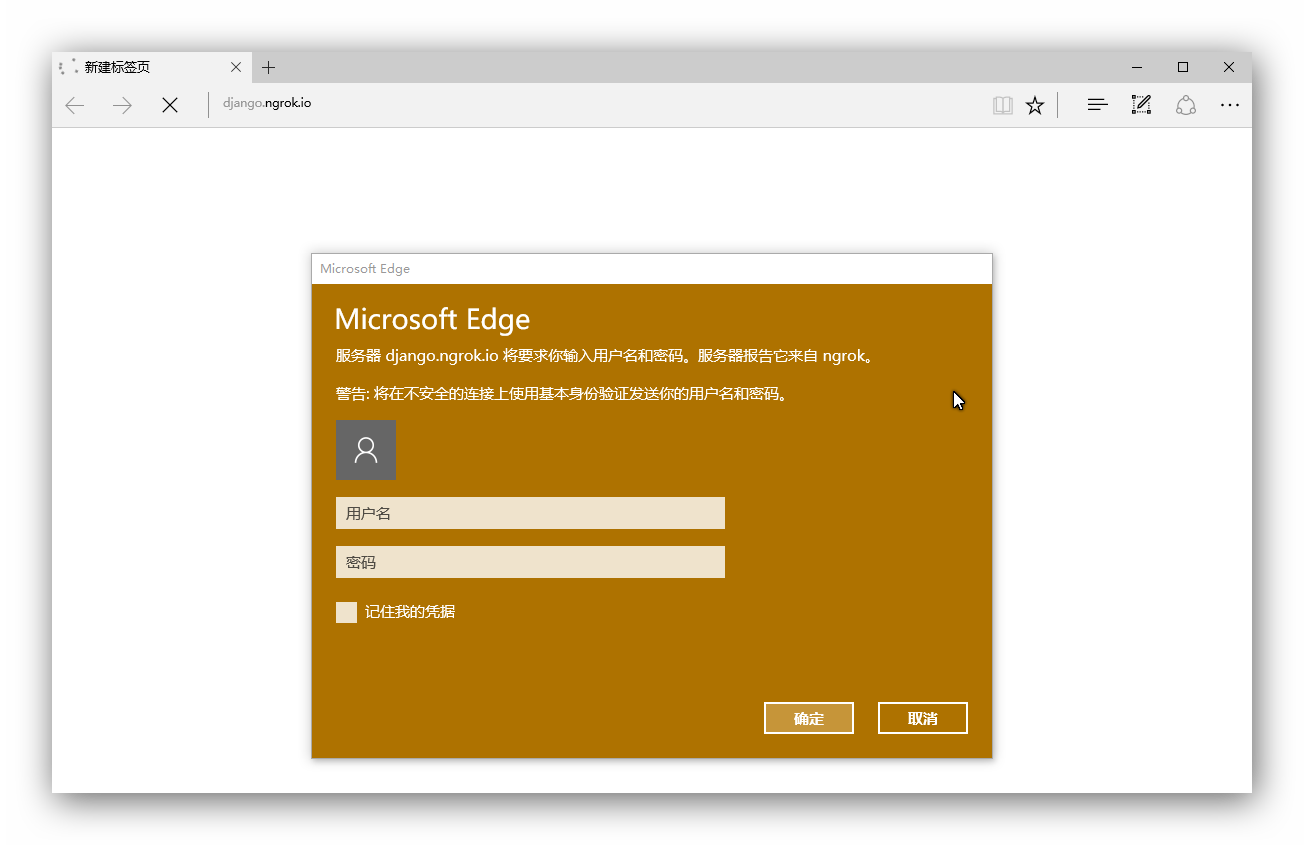 新建标签页
django.ngrok.io
Microsoft Edge
Microsoft Edge
服务器 django.ngrok.io 将要求你输入用户名和密码。服务器报告它来自 ngrok。
警告: 将在不安全的连接上使用基本身份验证发送你的用户名和密码。
用户名
密码
记住我的凭据
确定 取消